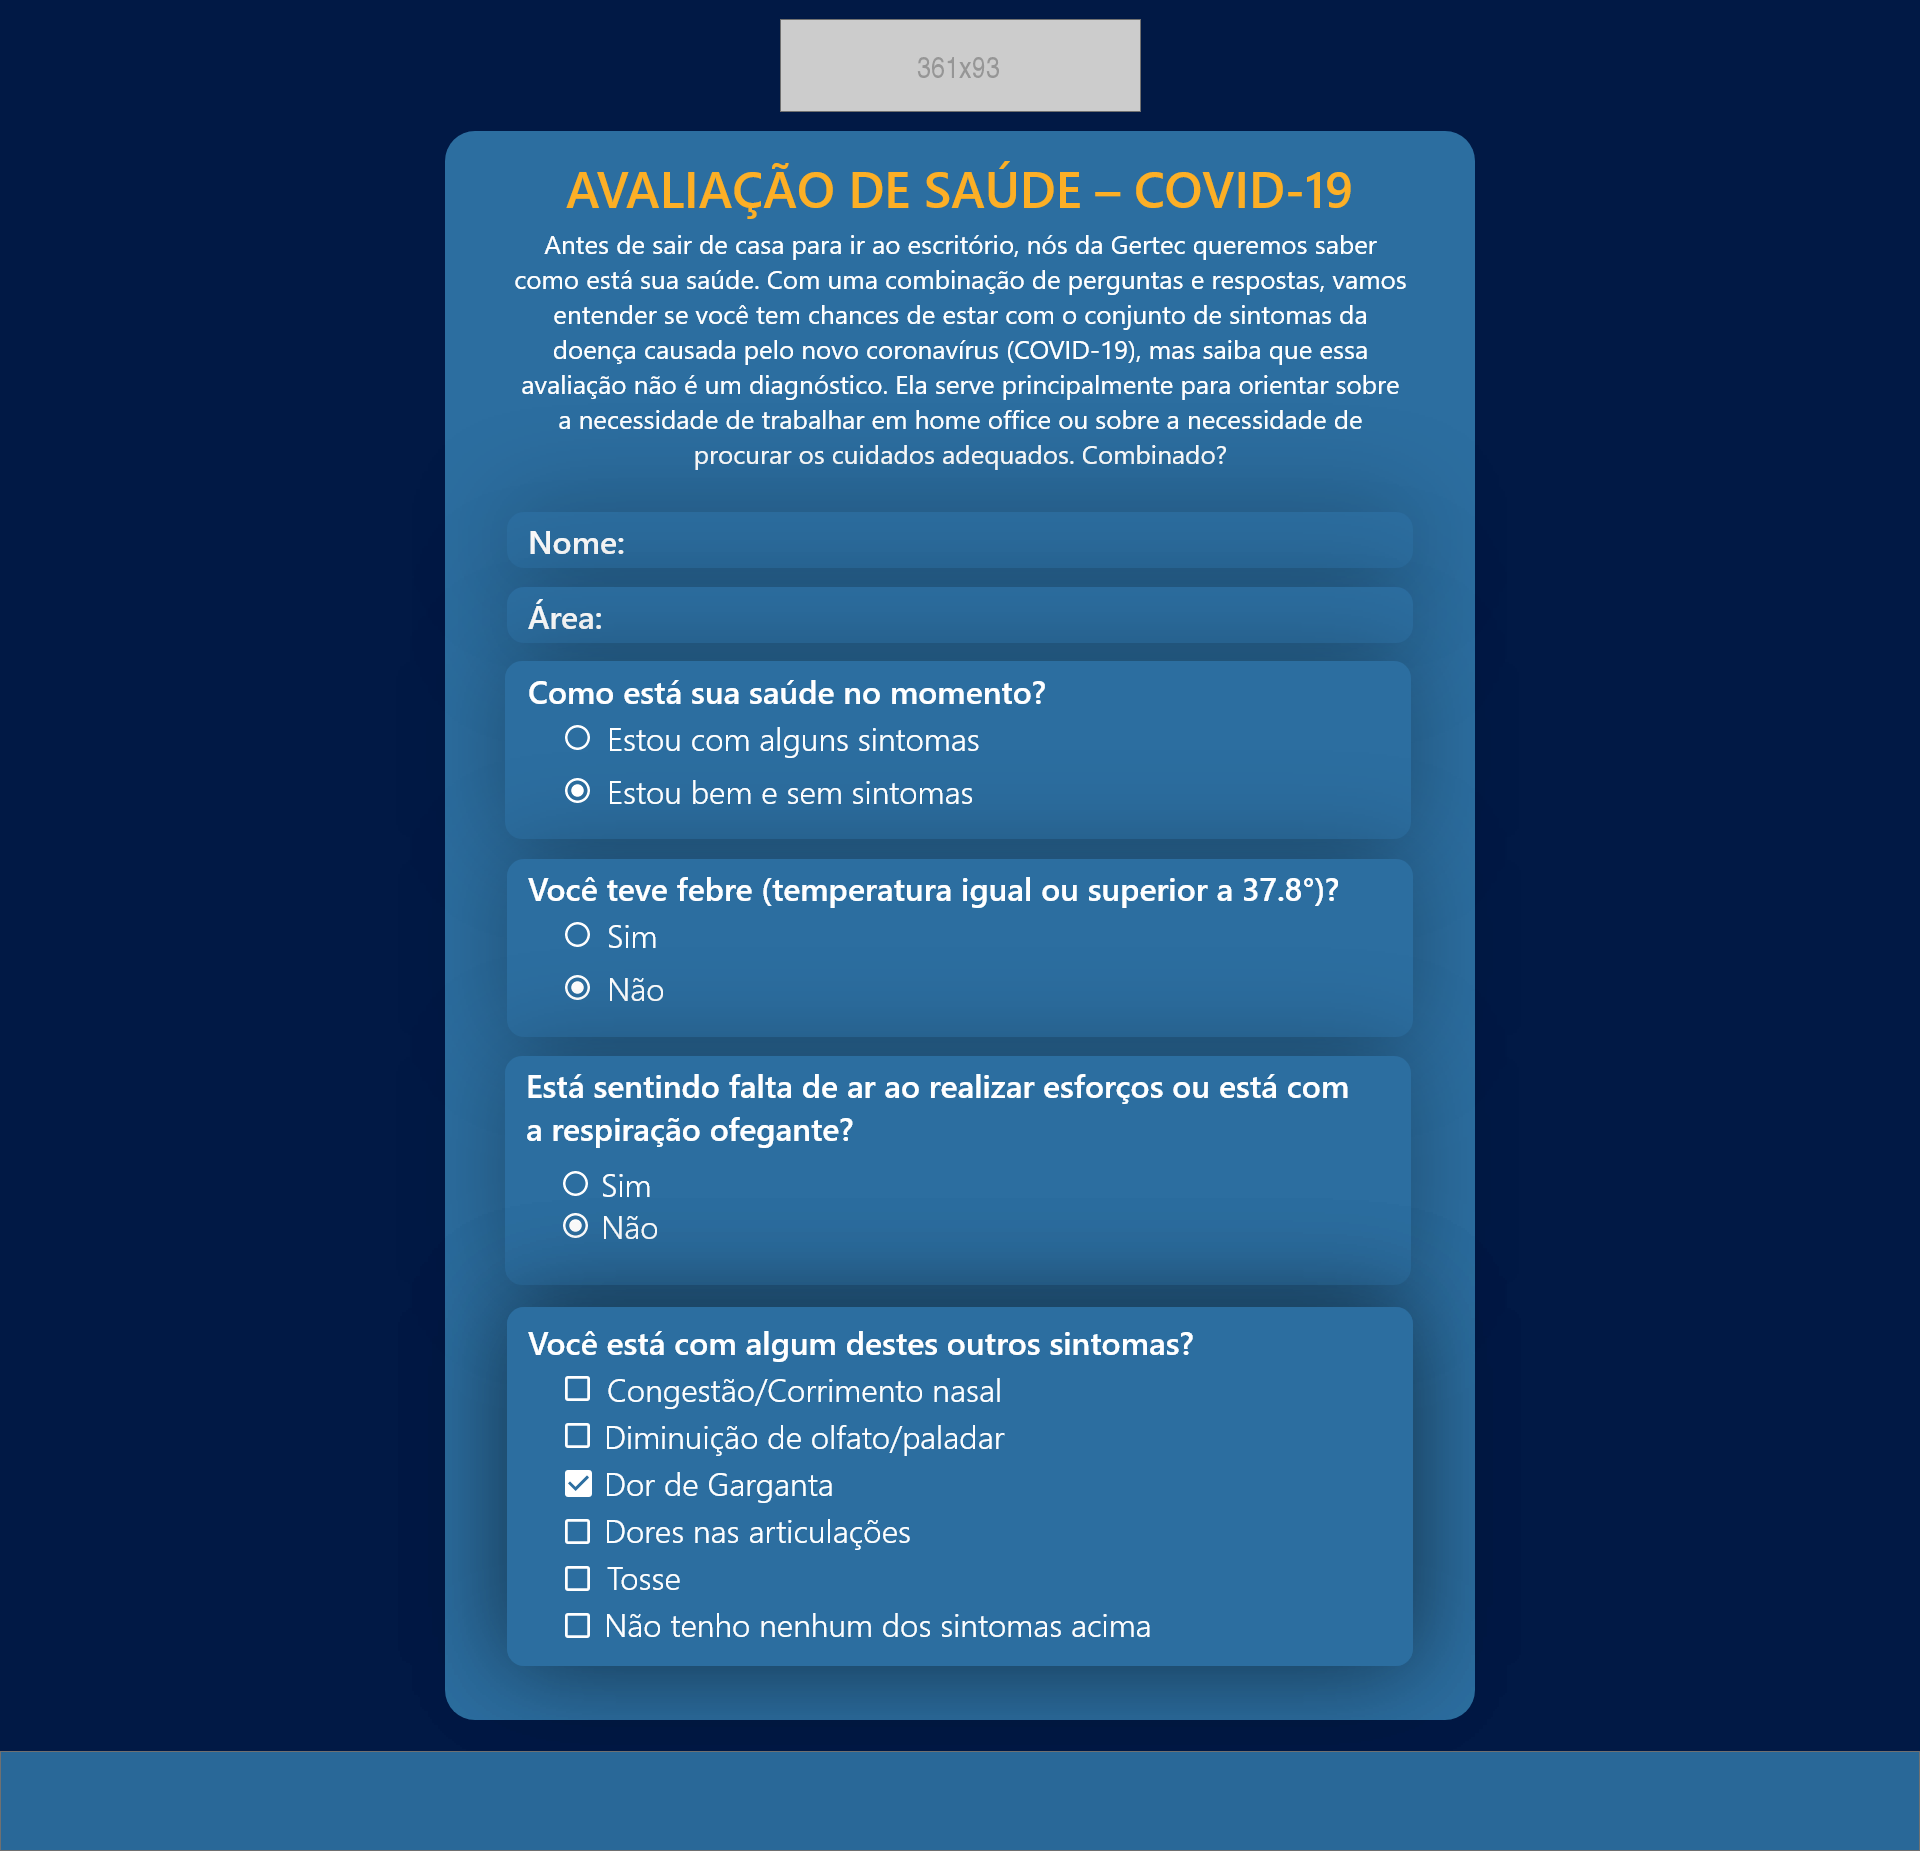 361x93
AVALIAÇÃO DE SAÚDE – COVID-19
Antes de sair de casa para ir ao escritório, nós da Gertec queremos saber
como está sua saúde. Com uma combinação de perguntas e respostas, vamos
entender se você tem chances de estar com o conjunto de sintomas da
doença causada pelo novo coronavírus (COVID-19), mas saiba que essa
avaliação não é um diagnóstico. Ela serve principalmente para orientar sobre
a necessidade de trabalhar em home office ou sobre a necessidade de
procurar os cuidados adequados. Combinado?
Nome:
Área:
Como está sua saúde no momento?
Estou com alguns sintomas
Estou bem e sem sintomas
Você teve febre (temperatura igual ou superior a 37.8°)?
Sim
Não
Está sentindo falta de ar ao realizar esforços ou está com
a respiração ofegante?
Sim
Não
Você está com algum destes outros sintomas?
Congestão/Corrimento nasal
Diminuição de olfato/paladar
Dor de Garganta
Dores nas articulações
Tosse
Não tenho nenhum dos sintomas acima